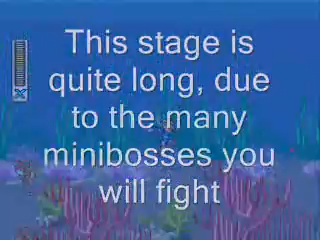 This stage is
quite long, due
to the many
minibosses you
will fight